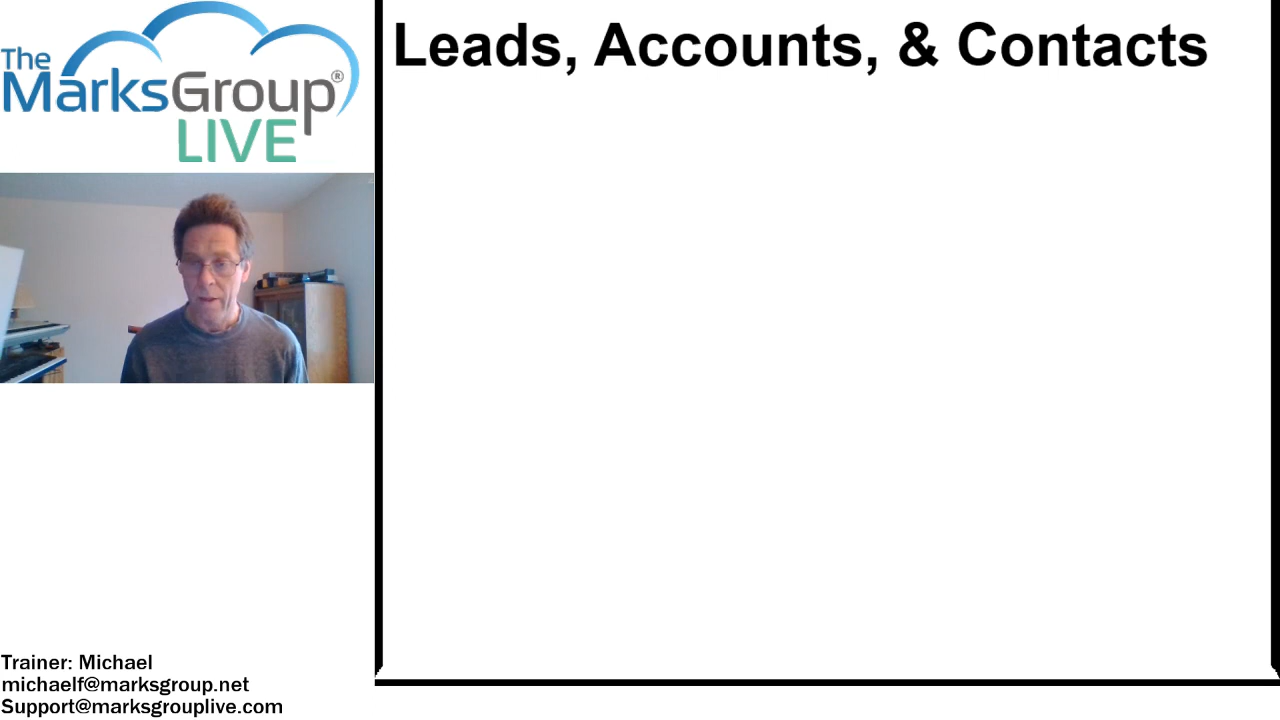 The
MarksGroup®
LIVE
Leads, Accounts, & Contacts
Trainer: Michael
michaelf@marksgroup.net
Support@marksgrouplive.com